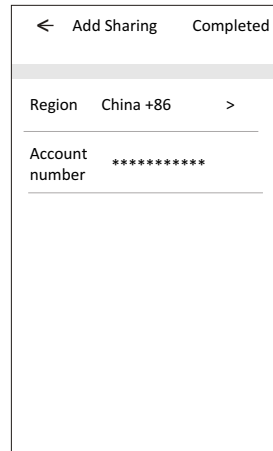 ← Add Sharing Completed
Region China +86 >
Account
number ***********